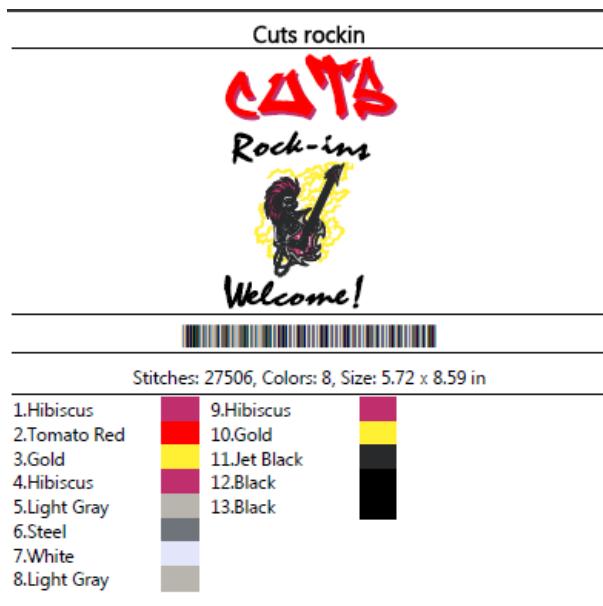 Cuts rockin
CUTS
Rock-ins
Welcome!
Stitches: 27506, Colors: 8, Size: 5.72 x 8.59 in
1.Hibiscus 9.Hibiscus
2.Tomato Red 10.Gold
3.Gold 11.Jet Black
4.Hibiscus 12.Black
5.Light Gray 13.Black
6.Steel
7.White
8.Light Gray